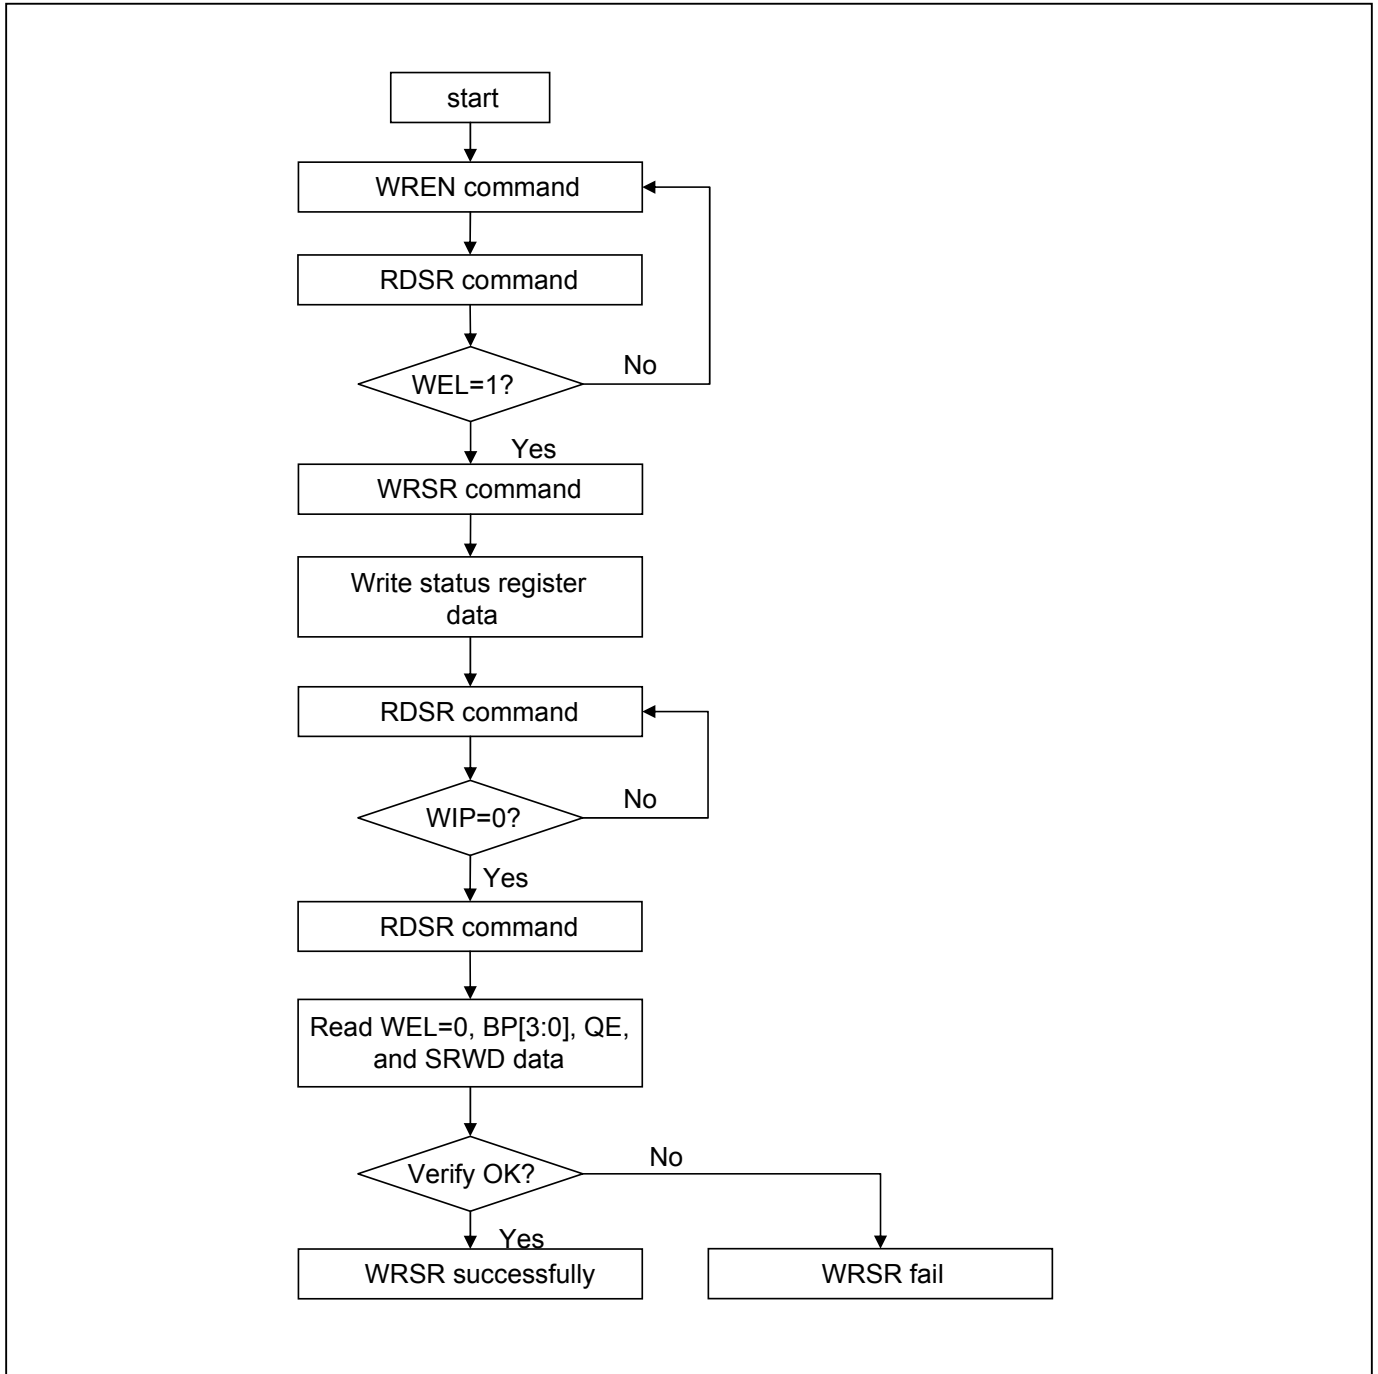 start
WREN command
RDSR command
WEL=1?
No
Yes
WRSR command
Write status register
data
RDSR command
WIP=0?
No
Yes
RDSR command
Read WEL=0, BP[3:0], QE,
and SRWD data
Verify OK?
No
Yes
WRSR successfully
WRSR fail